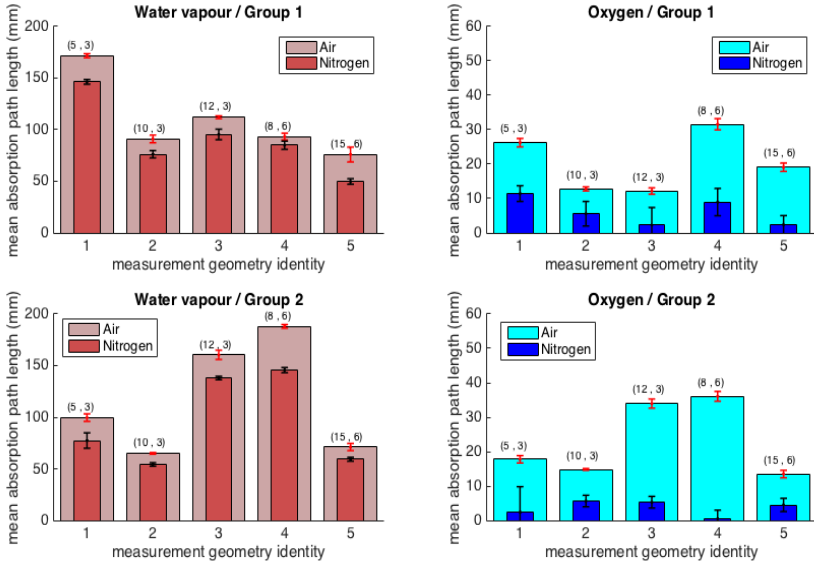 Water vapour / Group 1
mean absorption path length (mm)
200
150
100
50
0
(5 , 3)
(10 , 3)
(12 , 3)
(8 , 6)
(15 , 6)
Air
Nitrogen
1 2 3 4 5
measurement geometry identity
Oxygen / Group 1
mean absorption path length (mm)
60
50
40
30
20
10
0
(5 , 3)
(10 , 3)
(12 , 3)
(8 , 6)
(15 , 6)
Air
Nitrogen
1 2 3 4 5
measurement geometry identity
Water vapour / Group 2
mean absorption path length (mm)
200
150
100
50
0
Air
Nitrogen
(5 , 3)
(10 , 3)
(12 , 3)
(8 , 6)
(15 , 6)
1 2 3 4 5
measurement geometry identity
Oxygen / Group 2
mean absorption path length (mm)
60
50
40
30
20
10
0
Air
Nitrogen
(5 , 3)
(10 , 3)
(12 , 3)
(8 , 6)
(15 , 6)
1 2 3 4 5
measurement geometry identity